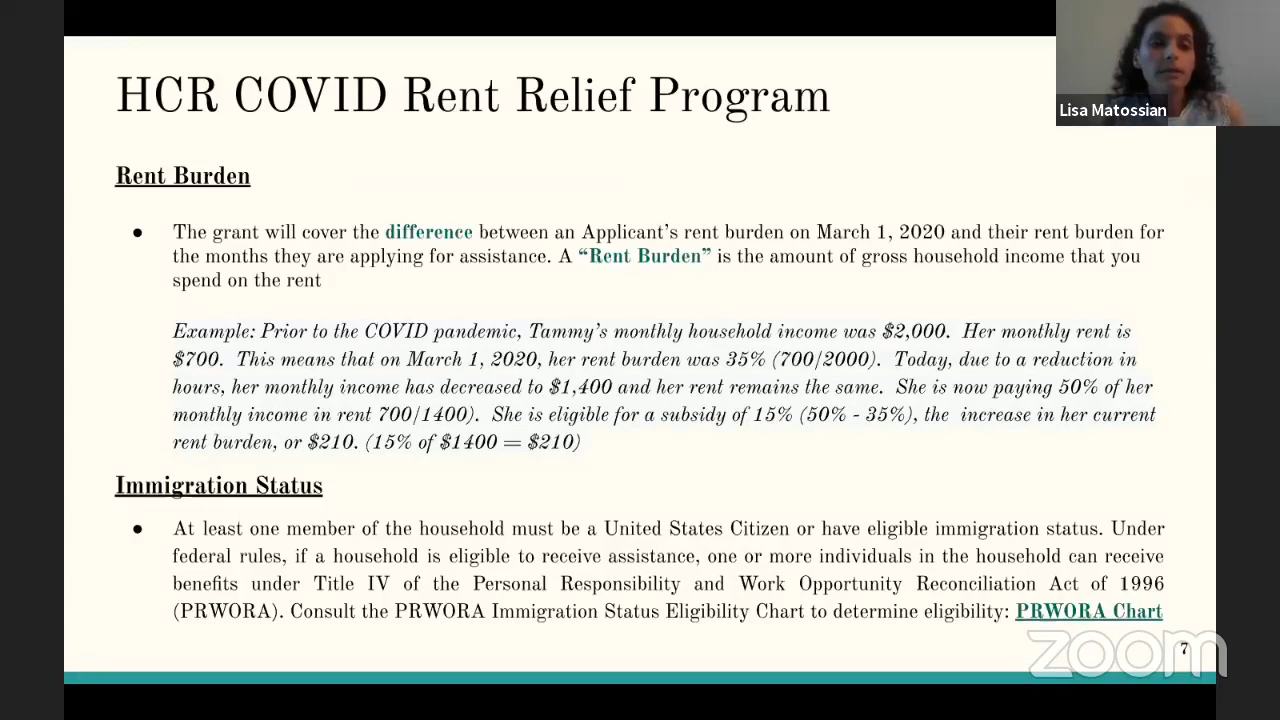 HCR COVID Rent Relief Program
Lisa Matossian
Rent Burden
● The grant will cover the difference between an Applicant's rent burden on March 1, 2020 and their rent burden for
the months they are applying for assistance. A “Rent Burden” is the amount of gross household income that you
spend on the rent
Example: Prior to the COVID pandemic, Tammy's monthly household income was $2,000. Her monthly rent is
$700. This means that on March 1, 2020, her rent burden was 35% (700/2000). Today, due to a reduction in
hours, her monthly income has decreased to $1,400 and her rent remains the same. She is now paying 50% of her
monthly income in rent 700/1400). She is eligible for a subsidy of 15% (50% - 35%), the increase in her current
rent burden, or $210. (15% of $1400 = $210)
Immigration Status
● At least one member of the household must be a United States Citizen or have eligible immigration status. Under
federal rules, if a household is eligible to receive assistance, one or more individuals in the household can receive
benefits under Title IV of the Personal Responsibility and Work Opportunity Reconciliation Act of 1996
(PRWORA). Consult the PRWORA Immigration Status Eligibility Chart to determine eligibility: PRWORA Chart
7
zoom